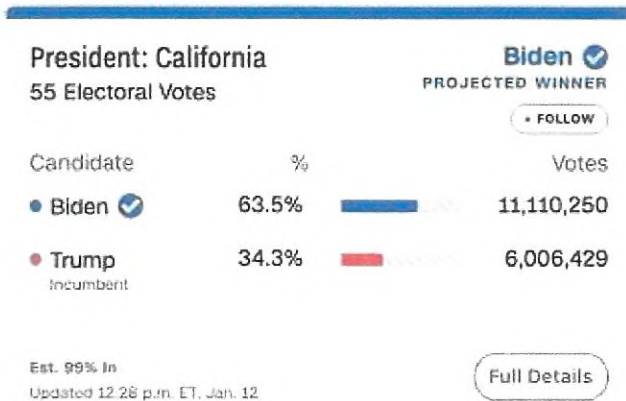 President: California
55 Electoral Votes
Biden
PROJECTED WINNER
• FOLLOW
Candidate % Votes
• Biden 63.5% 11,110,250
• Trump 34.3% 6,006,429
Incumbent
Est. 99% In
Updated 12:28 p.m. ET, Jan. 12
Full Details